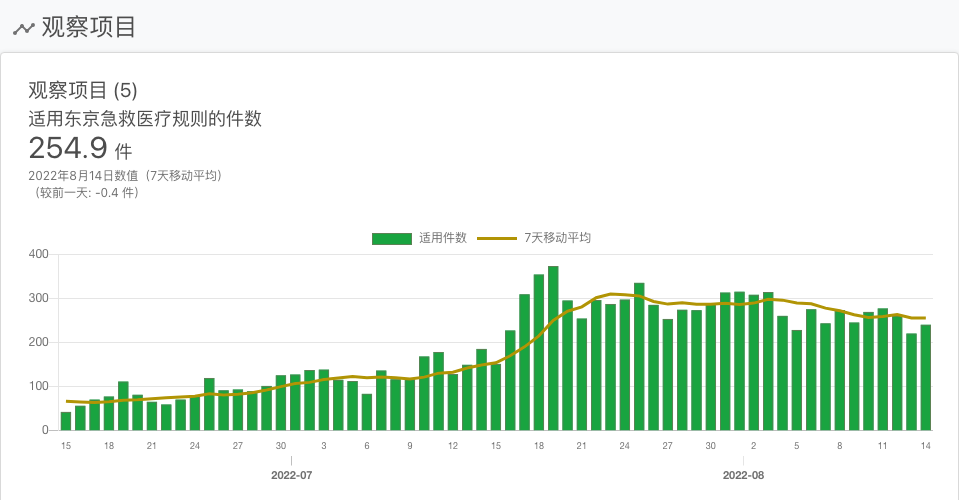 观察项目
观察项目 (5)
适用东京急救医疗规则的件数
254.9 件
2022年8月14日数值（7天移动平均）
（较前一天: -0.4 件）
适用件数 7天移动平均
400
300
200
100
0
15 18 21 24 27 30 3 6 9 12 15 18 21 24 27 30 2 5 8 11 14
2022-07 2022-08